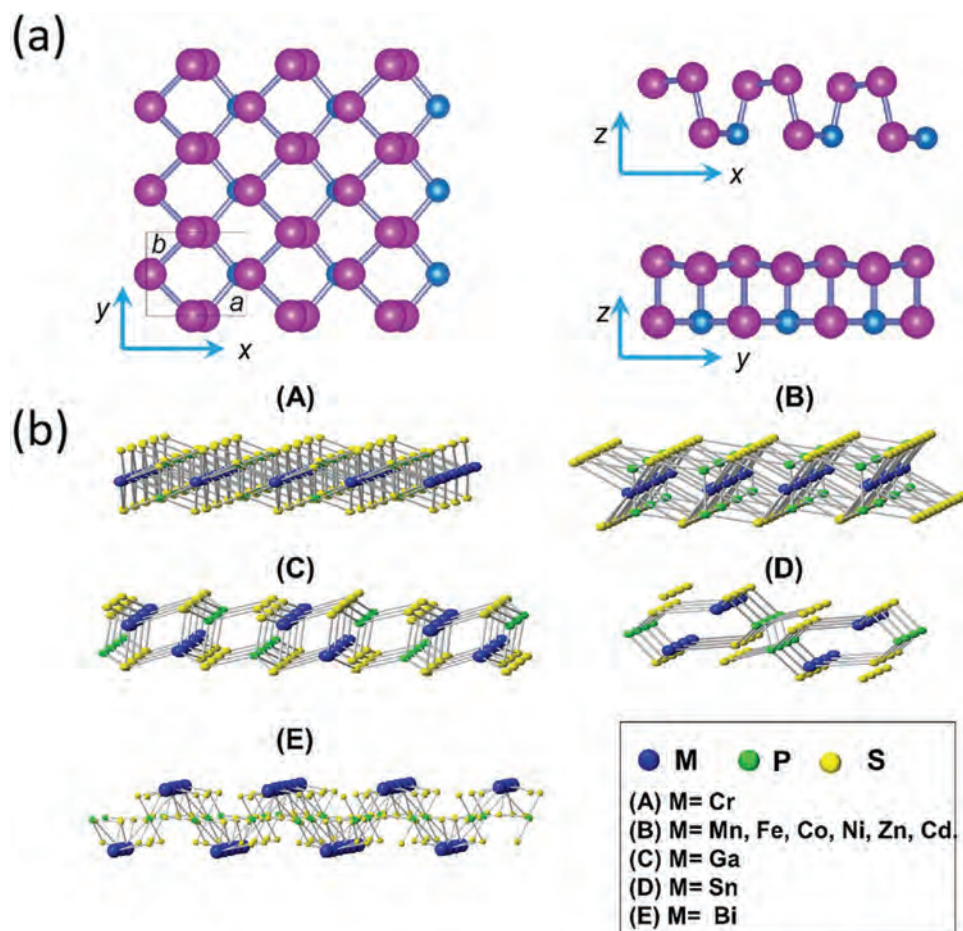 (a)
b
a
y
x
z
x
z
y
(A)
(B)
(b)
(C)
(D)
(E)
M P S
(A) M= Cr
(B) M= Mn, Fe, Co, Ni, Zn, Cd.
(C) M= Ga
(D) M= Sn
(E) M= Bi